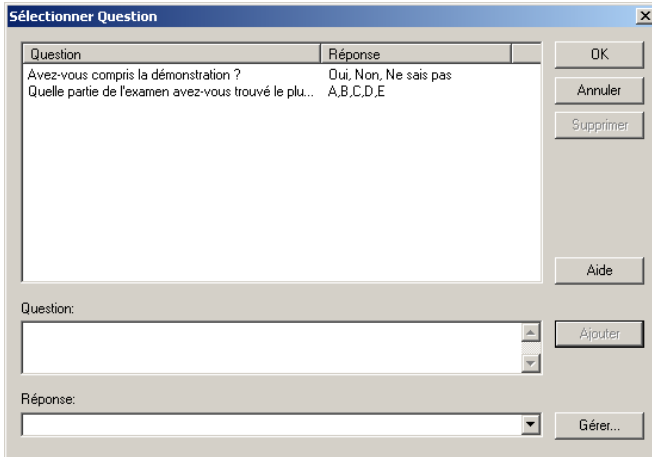 Sélectionner Question
Question Réponse
Avez-vous compris la démonstration ? Oui, Non, Ne sais pas
Quelle partie de l'examen avez-vous trouvé le plu... A,B,C,D,E
OK
Annuler
Supprimer
Aide
Question:
Ajouter
Réponse:
Gérer...